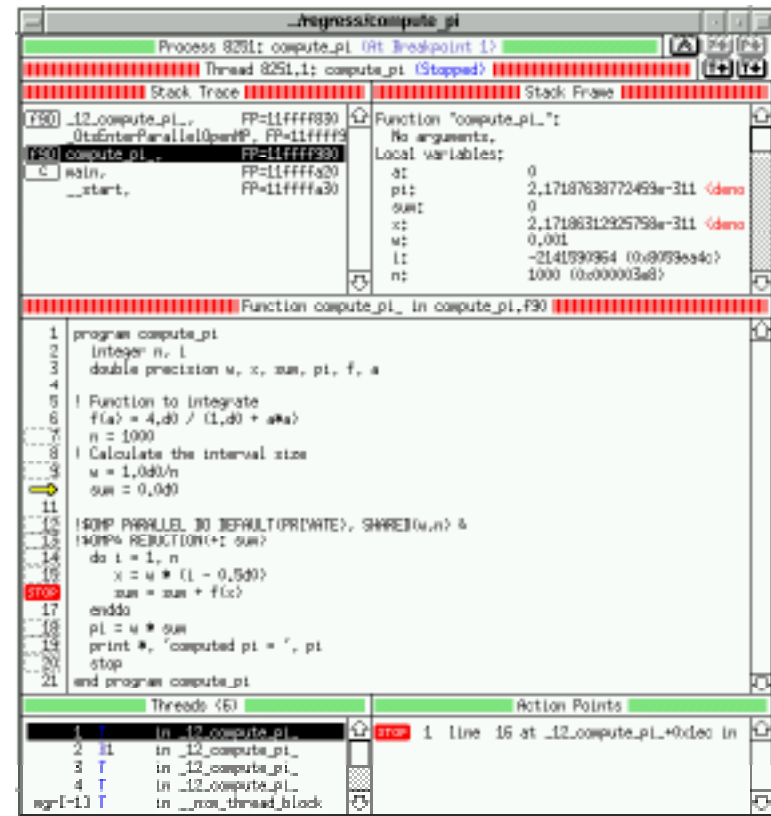 ../regress/compute_pi
Process 8251: compute_pi (At Breakpoint 1)
Thread 8251.1: compute_pi (Stopped)
Stack Trace
f90 _12_compute_pi_, FP=11ffff830
_OtsEnterParallelOpenMP, FP=11ffff9
f90 compute_pi_, FP=11ffff980
C main, FP=11ffffa20
__start, FP=11ffffa30
Stack Frame
Function "compute_pi_":
No arguments.
Local variables:
a: 0
pi: 2.17187638772459e-311 <deno
sum: 0
x: 2.17186312925758e-311 <deno
w: 0.001
i: (0x8059ea4c)
n: 1000 (0x000003e8)
Function compute_pi_ in compute_pi.f90
1 program compute_pi
2 integer n, i
3 double precision w, x, sum, pi, f, a
4
5 ! Function to integrate
6 f(a) = 4.d0 / (1.d0 + a*a)
7 n = 1000
8 ! Calculate the interval size
9 w = 1.0d0/n
sum = 0.0d0
11
12 !$OMP PARALLEL DO DEFAULT(PRIVATE), SHARED(w,n) &
13 !$OMP& REDUCTION(+: sum)
14 do i = 1, n
15 x = w * (i - 0.5d0)
STOP sum = sum + f(x)
17 enddo
18 pi = w * sum
19 print *, 'computed pi = ', pi
20 stop
21 end program compute_pi
Threads (6)
1 T in _12_compute_pi_
2 B1 in _12_compute_pi_
3 T in _12_compute_pi_
4 T in _12_compute_pi_
mgr[-1] T in __nxm_thread_block
Action Points
STOP 1 line 16 at _12_compute_pi_+0x1ec in